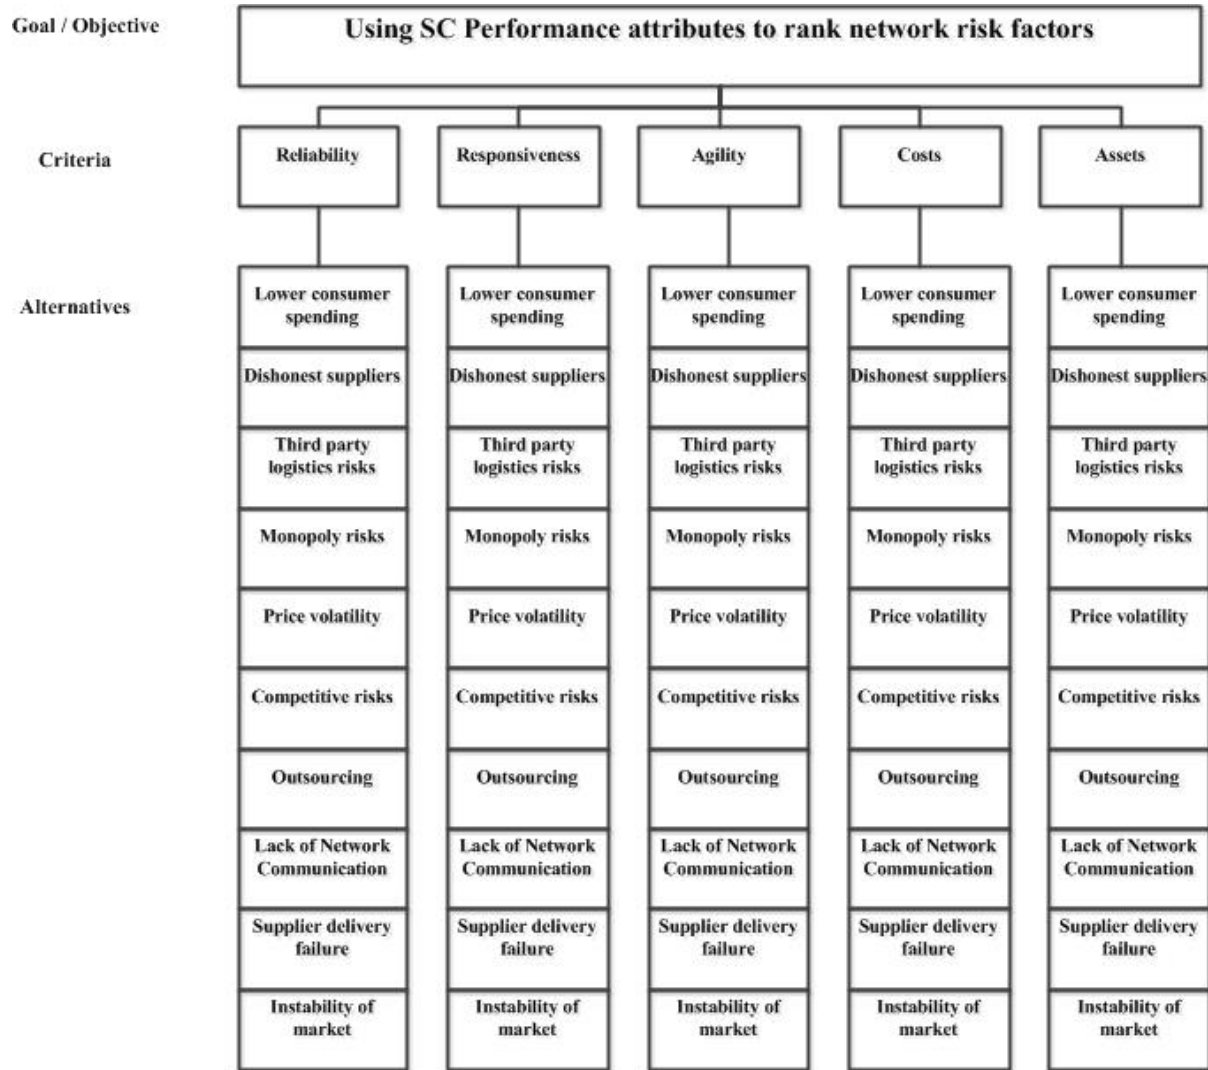 Goal / Objective
Using SC Performance attributes to rank network risk factors
Criteria
Reliability
Responsiveness
Agility
Costs
Assets
Alternatives
Lower consumer
spending
Dishonest suppliers
Third party
logistics risks
Monopoly risks
Price volatility
Competitive risks
Outsourcing
Lack of Network
Communication
Supplier delivery
failure
Instability of
market
Lower consumer
spending
Dishonest suppliers
Third party
logistics risks
Monopoly risks
Price volatility
Competitive risks
Outsourcing
Lack of Network
Communication
Supplier delivery
failure
Instability of
market
Lower consumer
spending
Dishonest suppliers
Third party
logistics risks
Monopoly risks
Price volatility
Competitive risks
Outsourcing
Lack of Network
Communication
Supplier delivery
failure
Instability of
market
Lower consumer
spending
Dishonest suppliers
Third party
logistics risks
Monopoly risks
Price volatility
Competitive risks
Outsourcing
Lack of Network
Communication
Supplier delivery
failure
Instability of
market
Lower consumer
spending
Dishonest suppliers
Third party
logistics risks
Monopoly risks
Price volatility
Competitive risks
Outsourcing
Lack of Network
Communication
Supplier delivery
failure
Instability of
market